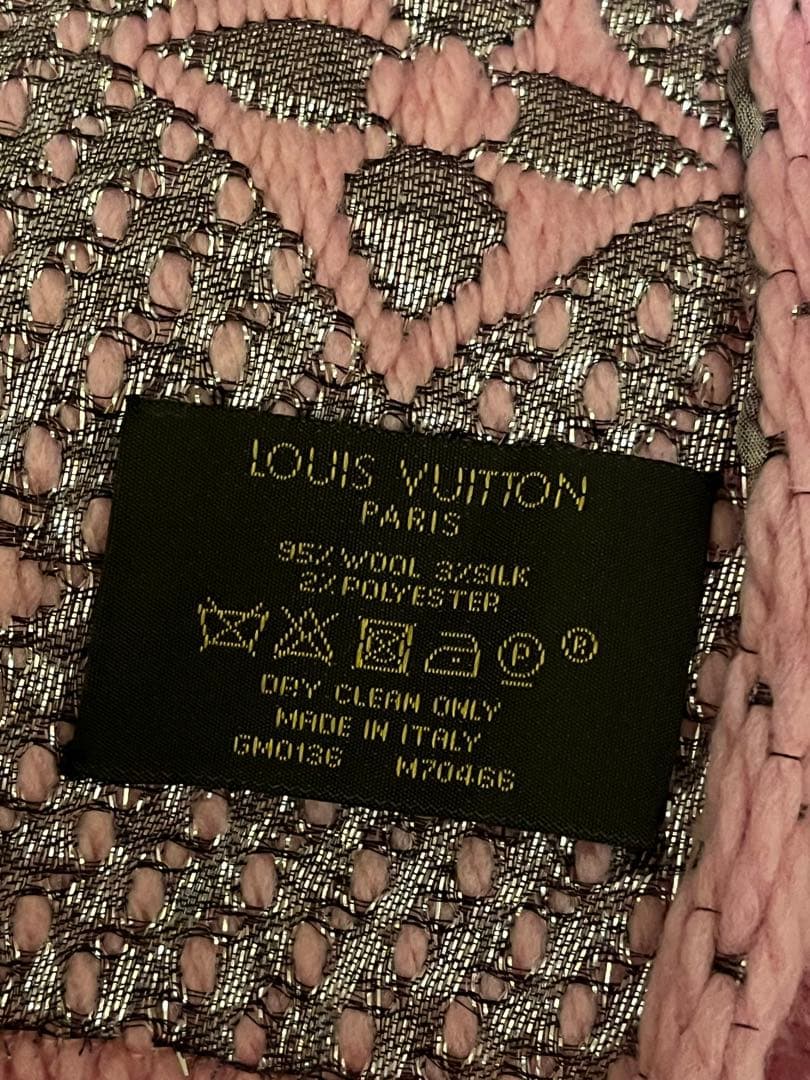 LOUIS VUITTON
PARIS
95% WOOL 3%SILK
2% POLYESTER
P R
DRY CLEAN ONLY
MADE IN ITALY
GM0136 M70466